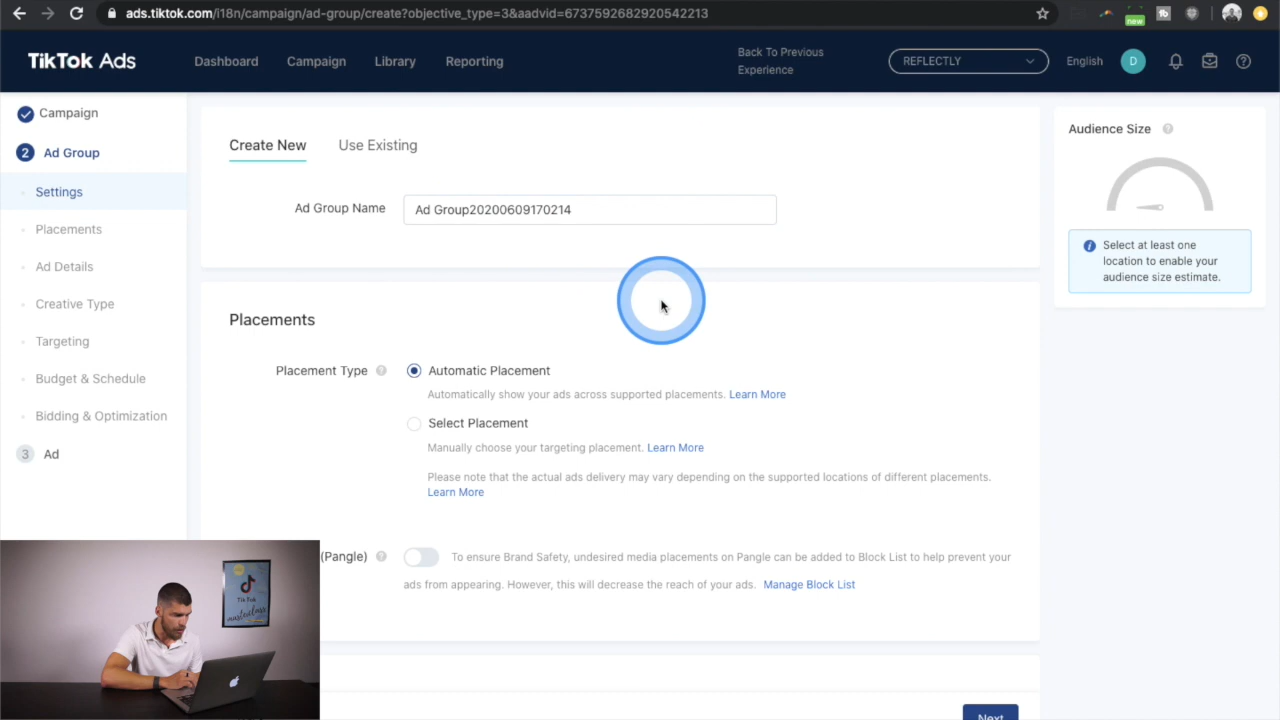 ads.tiktok.com/i18n/campaign/ad-group/create?objective_type=3&aadvid=6737592682920542213
new
TikTok Ads
Dashboard
Campaign
Library
Reporting
Back To Previous
Experience
REFLECTLY
English
D
Campaign
2 Ad Group
Settings
Placements
Ad Details
Creative Type
Targeting
Budget & Schedule
Bidding & Optimization
3 Ad
Create New
Use Existing
Ad Group Name
Ad Group20200609170214
Placements
Placement Type ?
Automatic Placement
Automatically show your ads across supported placements. Learn More
Select Placement
Manually choose your targeting placement. Learn More
Please note that the actual ads delivery may vary depending on the supported locations of different placements.
Learn More
(Pangle) ?
To ensure Brand Safety, undesired media placements on Pangle can be added to Block List to help prevent your
ads from appearing. However, this will decrease the reach of your ads. Manage Block List
Next
Audience Size ?
Select at least one
location to enable your
audience size estimate.
Tik Tok
masterclass